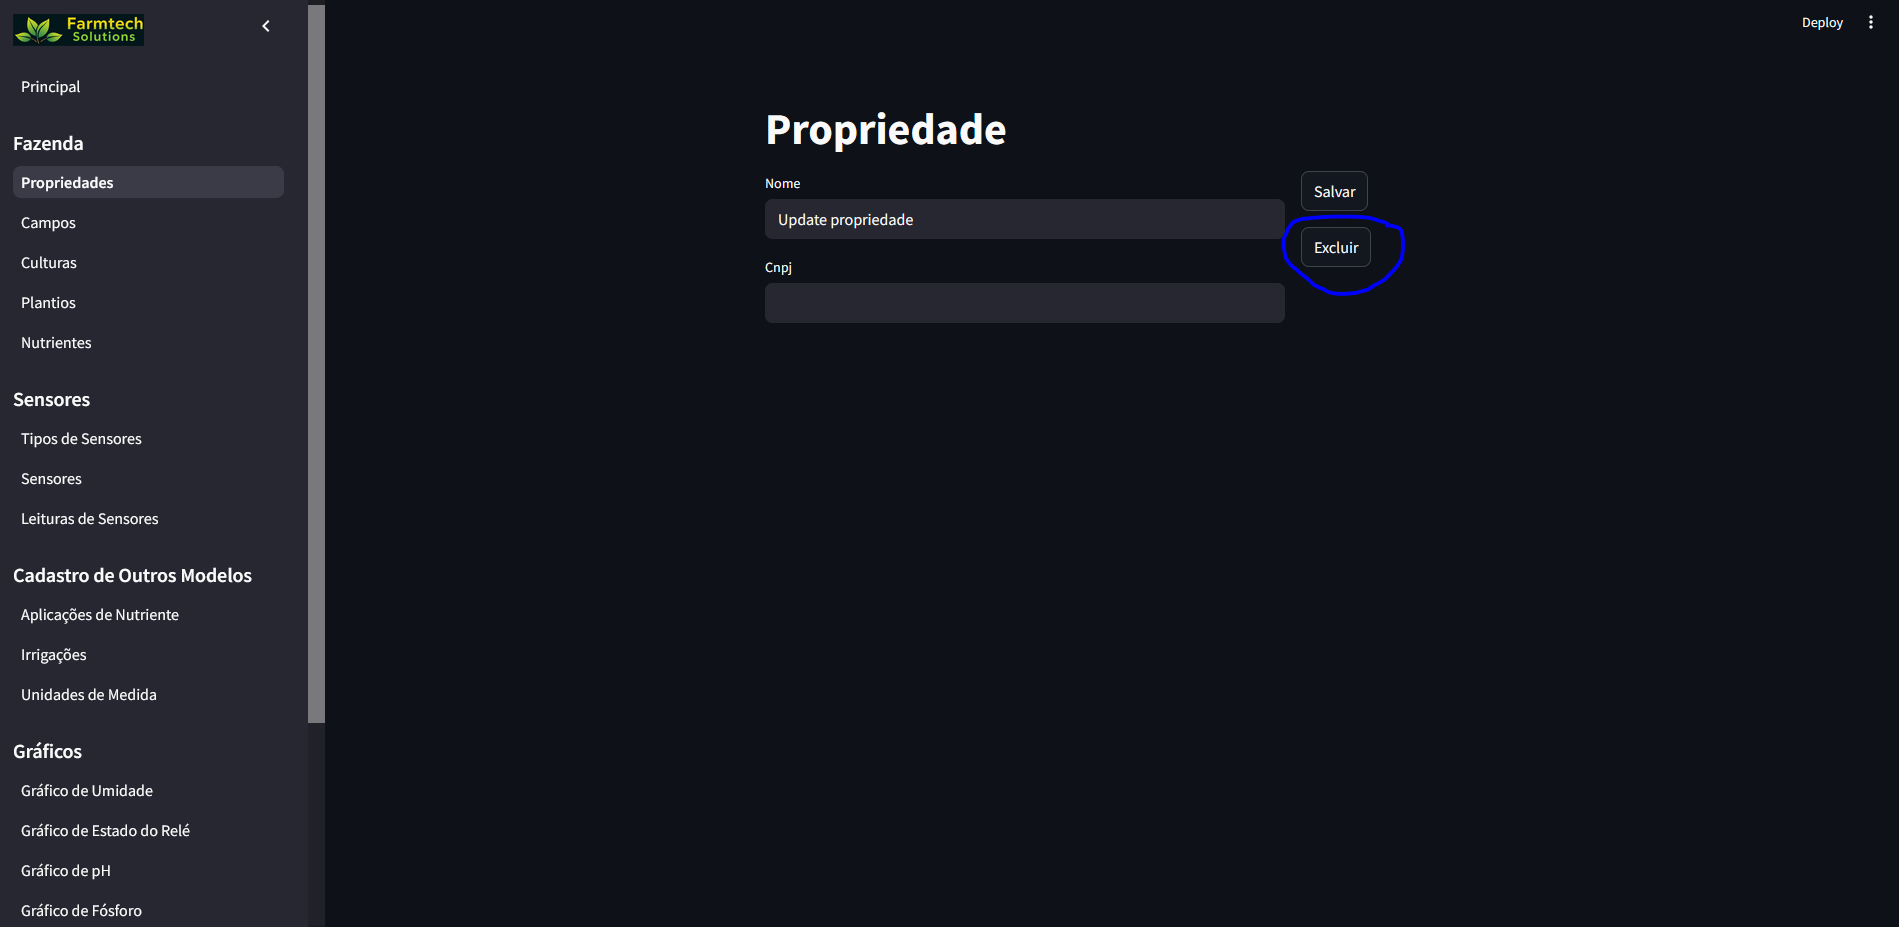 Farmtech
Solutions
Principal
Fazenda
Propriedades
Campos
Culturas
Plantios
Nutrientes
Sensores
Tipos de Sensores
Sensores
Leituras de Sensores
Cadastro de Outros Modelos
Aplicações de Nutriente
Irrigações
Unidades de Medida
Gráficos
Gráfico de Umidade
Gráfico de Estado do Relé
Gráfico de pH
Gráfico de Fósforo
Deploy
Propriedade
Nome
Update propriedade
Cnpj
Salvar
Excluir